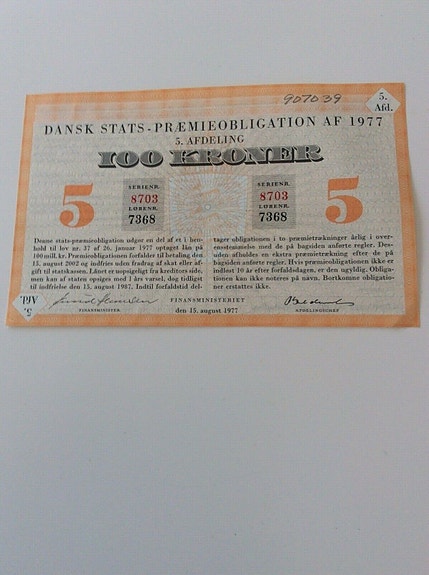 907039
5.
Afd.
DANSK STATS-PRÆMIEOBLIGATION AF 1977
5. AFDELING
100 KRONER
5
SERIENR.
8703
LØBENR.
7368
SERIENR.
8703
LØBENR.
7368
5
Denne stats-præmieobligation udgør en del af et i hen-
hold til lov nr. 37 af 26. januar 1977 optaget lån på
100 mill. kr. Præmieobligationen forfalder til betaling den
15. august 2002 og indfries uden fradrag af skat eller af-
gift til statskassen. Lånet er uopsigeligt fra kreditors side,
men kan af staten opsiges med 1 års varsel, dog tidligst
til indfrielse den 15. august 1987. Indtil forfaldstid del-
tager obligationen i to præmietrækninger årlig i over-
ensstemmelse med de på bagsiden anførte regler. Des-
uden afholdes en ekstra præmietrækning efter de på
bagsiden anførte regler. Hvis præmieobligationen ikke er
indløst 10 år efter forfaldsdagen, er den ugyldig. Obliga-
tionen kan ikke noteres på navn. Bortkomne obligatio-
ner erstattes ikke.
5.
Afd.
FINANSMINISTER
FINANSMINISTERIET
den 15. august 1977
AFDELINGSCHEF